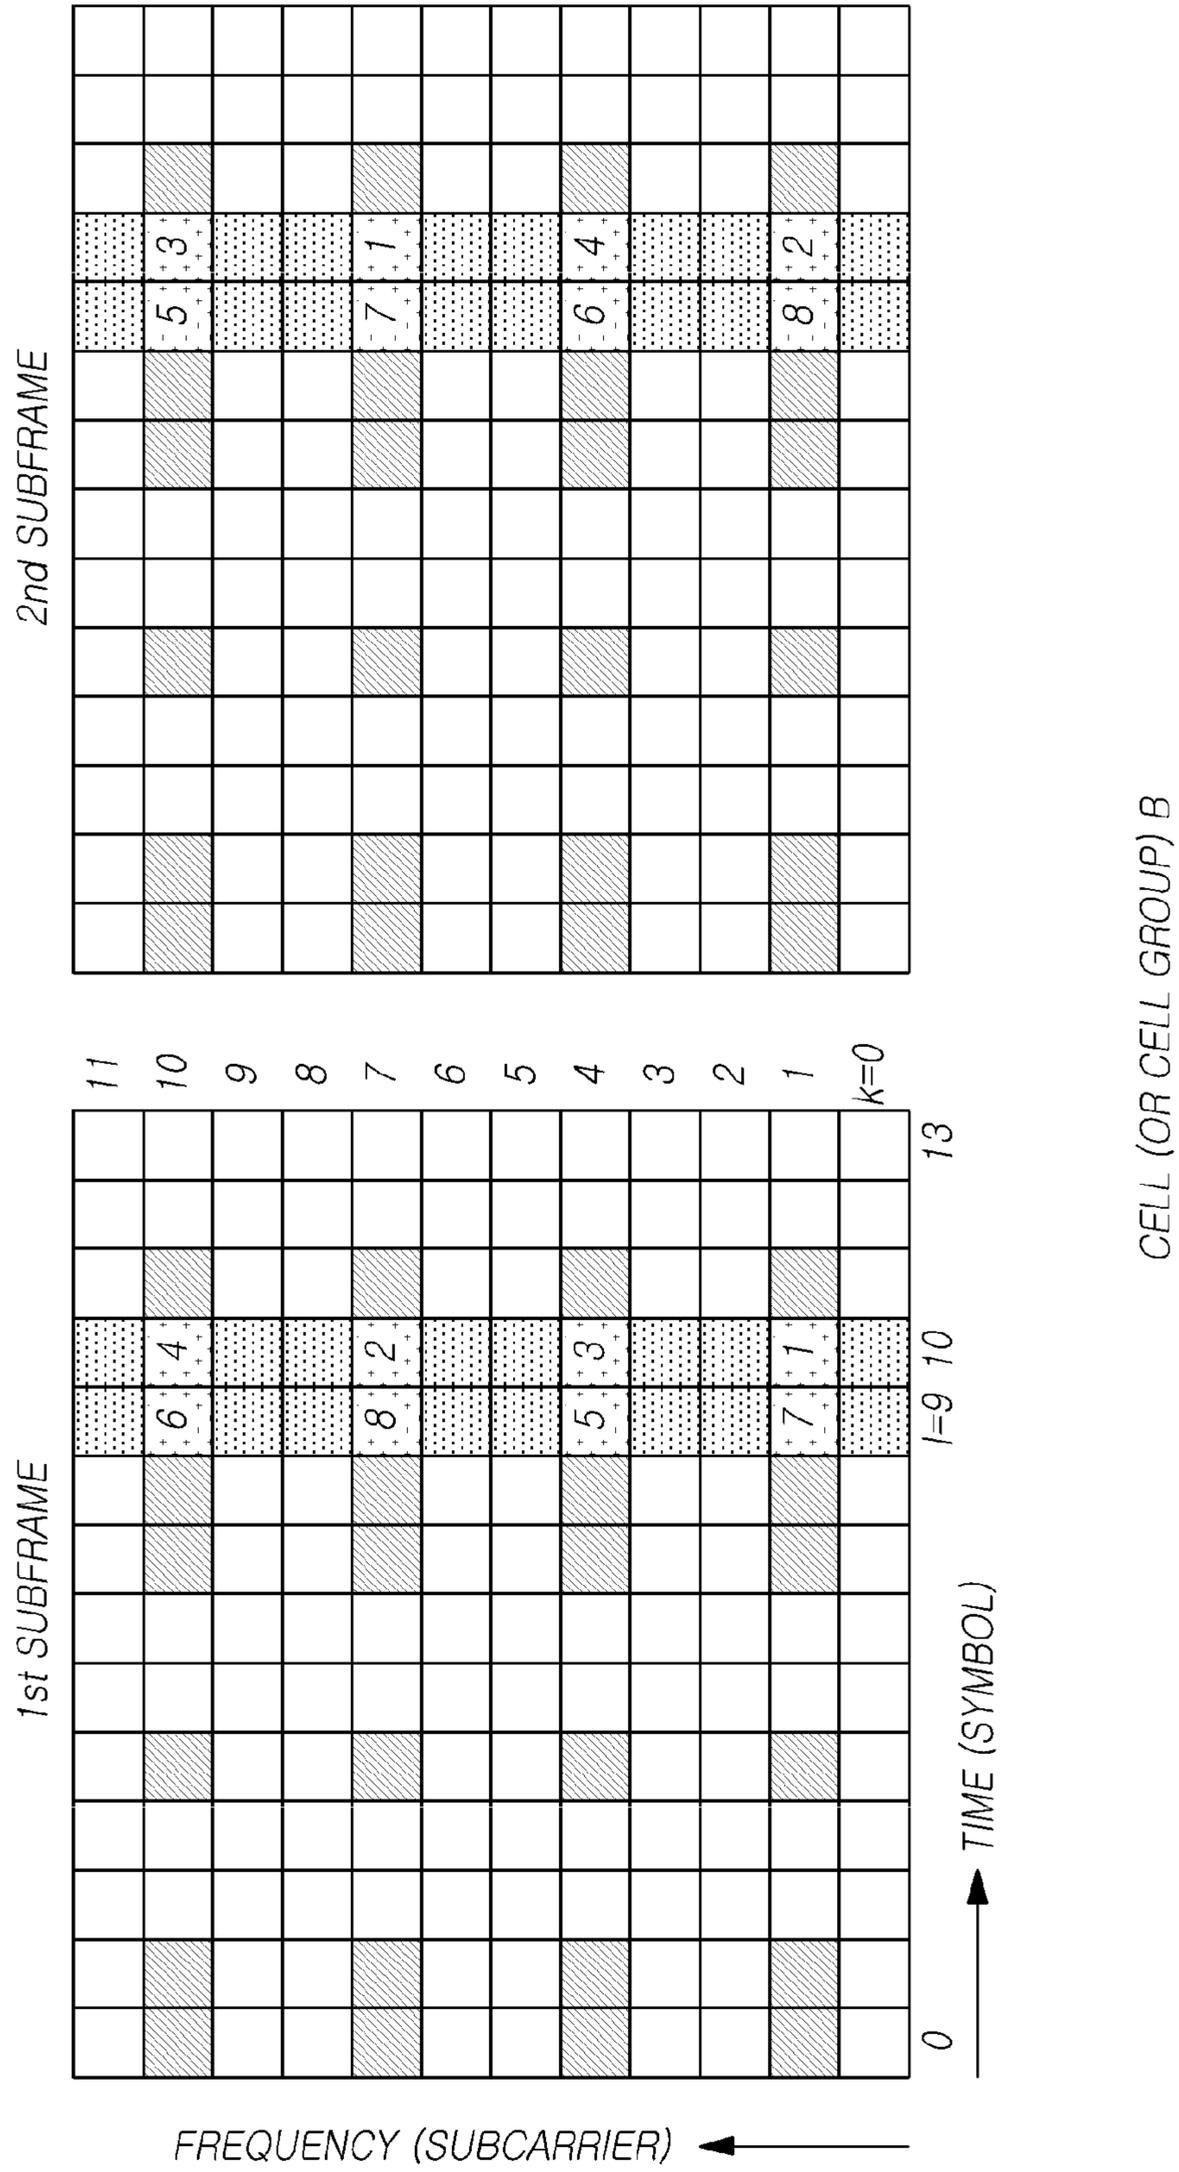 1st SUBFRAME
2nd SUBFRAME
11
6 4 10 5 3
9
8
8 2 7 7 1
6
5
5 3 4 6 4
3
2
7 1 1 8 2
k=0
0 l=9 10 13
TIME (SYMBOL)
FREQUENCY (SUBCARRIER)
CELL (OR CELL GROUP) B